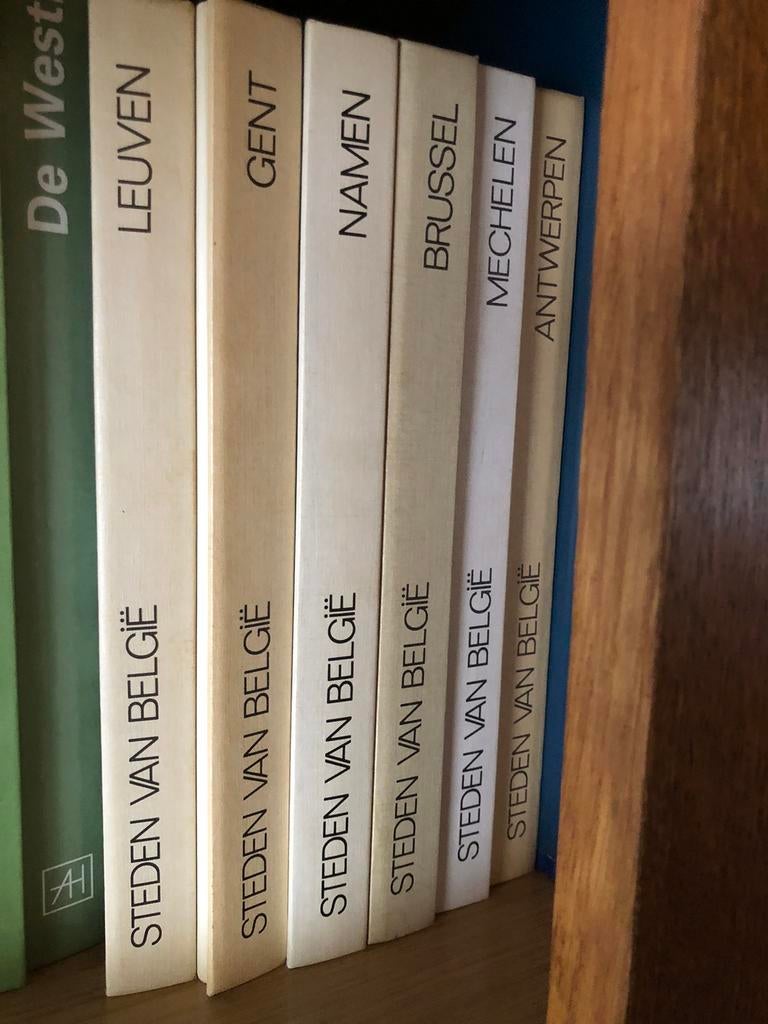 De West
STEDEN VAN BELGIË LEUVEN
STEDEN VAN BELGIË GENT
STEDEN VAN BELGIË NAMEN
STEDEN VAN BELGIË BRUSSEL
STEDEN VAN BELGIË MECHELEN
STEDEN VAN BELGIË ANTWERPEN